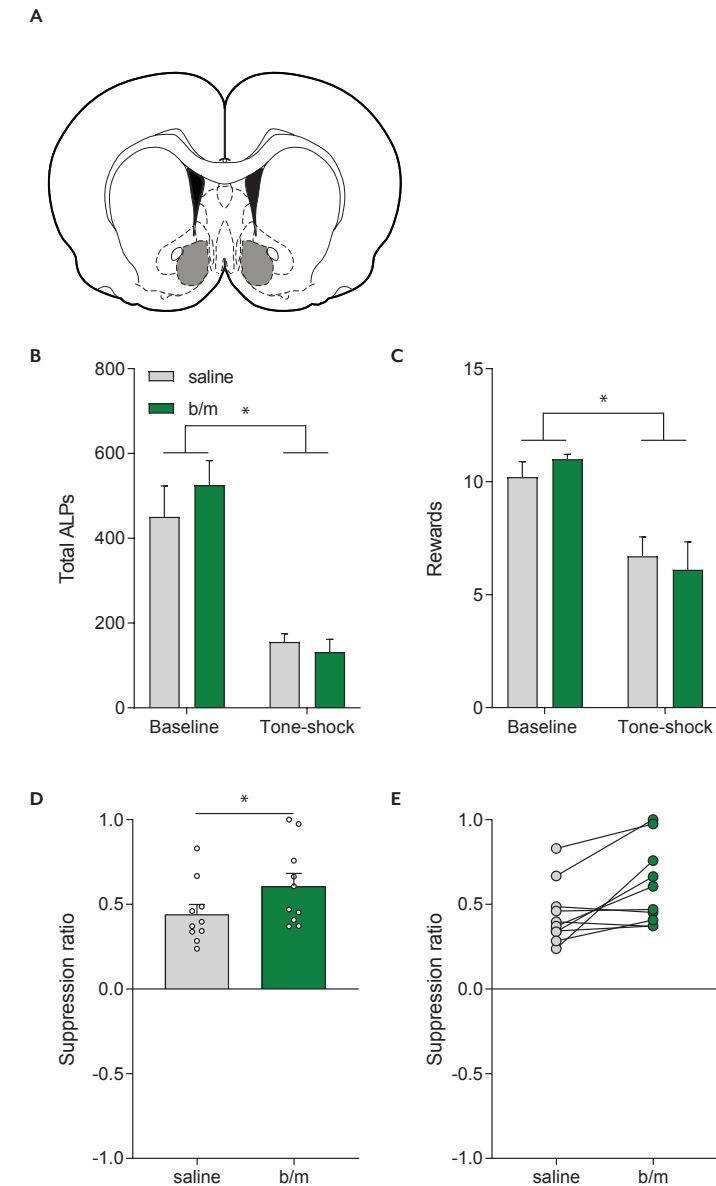 A
B
Total ALPs
800
600
400
200
0
saline
b/m
*
Baseline
Tone-shock
C
Rewards
15
10
5
0
*
Baseline
Tone-shock
D
Suppression ratio
1.0
0.5
0.0
-0.5
-1.0
*
saline
b/m
E
Suppression ratio
1.0
0.5
0.0
-0.5
-1.0
saline
b/m